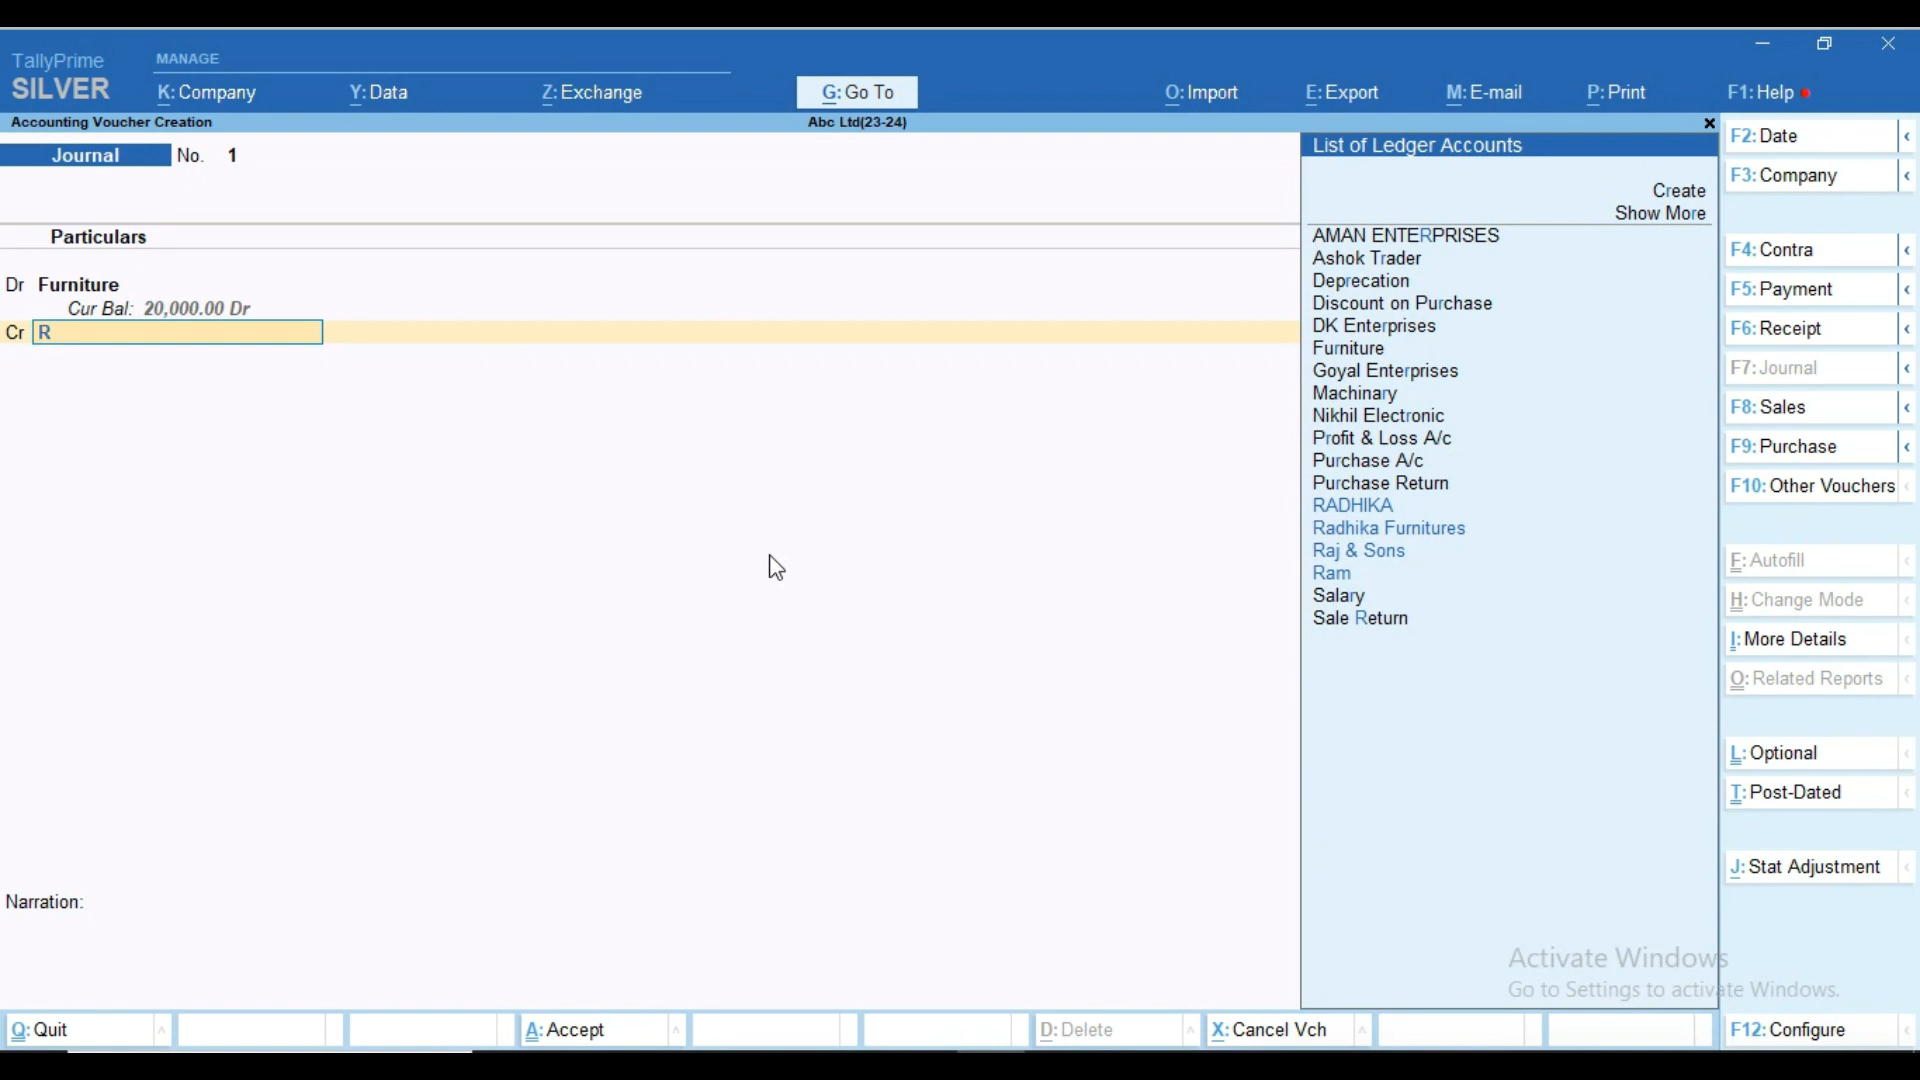 TallyPrime
SILVER
MANAGE
K: Company
Y: Data
Z: Exchange
G: Go To
O: Import
E: Export
M: E-mail
P: Print
F1: Help
Accounting Voucher Creation
Abc Ltd(23-24)
Journal No. 1
Particulars
Dr Furniture
Cur Bal: 20,000.00 Dr
Cr R
Narration:
List of Ledger Accounts
Create
Show More
AMAN ENTERPRISES
Ashok Trader
Deprecation
Discount on Purchase
DK Enterprises
Furniture
Goyal Enterprises
Machinary
Nikhil Electronic
Profit & Loss A/c
Purchase A/c
Purchase Return
RADHIKA
Radhika Furnitures
Raj & Sons
Ram
Salary
Sale Return
F2: Date
F3: Company
F4: Contra
F5: Payment
F6: Receipt
F7: Journal
F8: Sales
F9: Purchase
F10: Other Vouchers
F: Autofill
H: Change Mode
I: More Details
O: Related Reports
L: Optional
T: Post-Dated
J: Stat Adjustment
Activate Windows
Go to Settings to activate Windows.
Q: Quit
A: Accept
D: Delete
X: Cancel Vch
F12: Configure